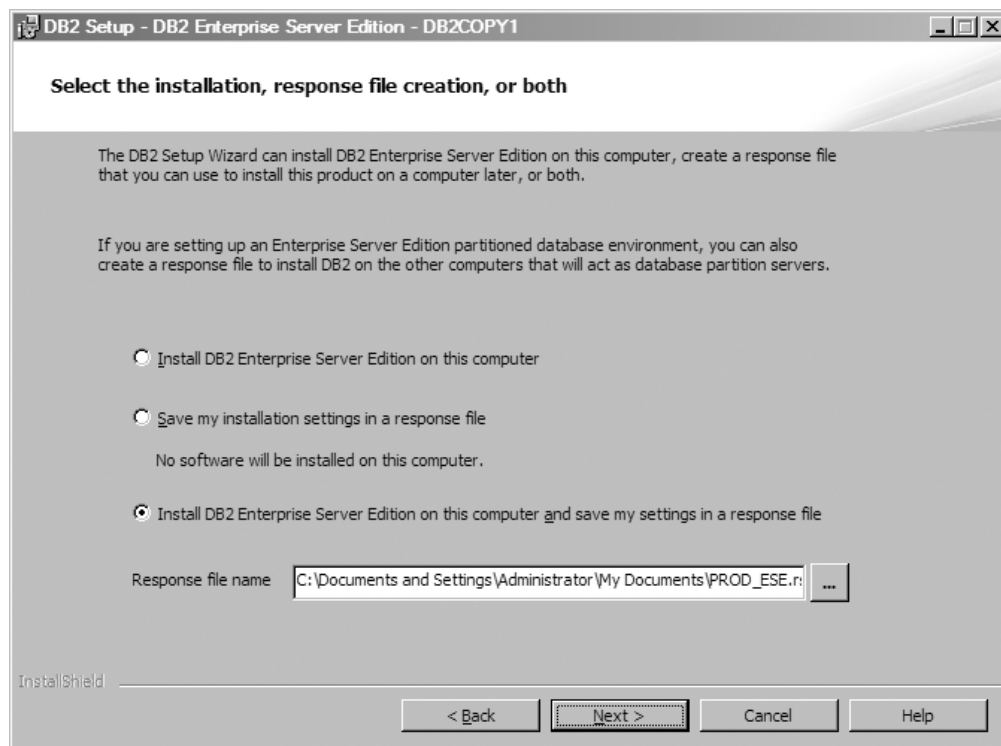 DB2 Setup - DB2 Enterprise Server Edition - DB2COPY1
Select the installation, response file creation, or both
The DB2 Setup Wizard can install DB2 Enterprise Server Edition on this computer, create a response file
that you can use to install this product on a computer later, or both.
If you are setting up an Enterprise Server Edition partitioned database environment, you can also
create a response file to install DB2 on the other computers that will act as database partition servers.
Install DB2 Enterprise Server Edition on this computer
Save my installation settings in a response file
No software will be installed on this computer.
Install DB2 Enterprise Server Edition on this computer and save my settings in a response file
Response file name C:\Documents and Settings\Administrator\My Documents\PROD_ESE.rs ...
InstallShield
< Back Next > Cancel Help